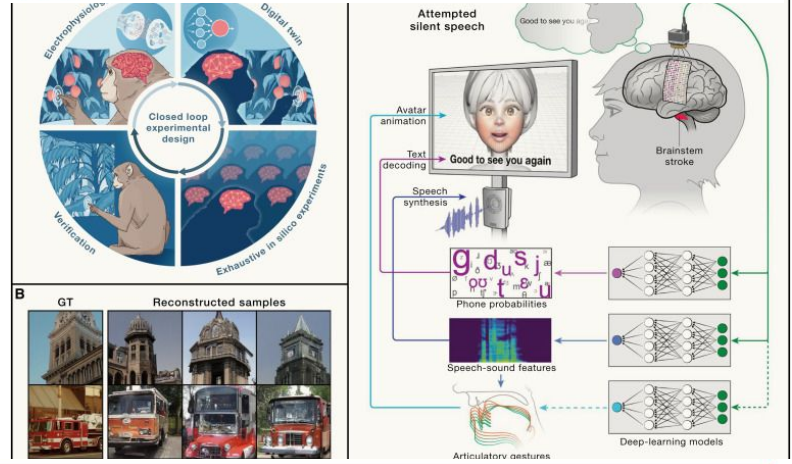 Electrophysiolog
Digital twin
Closed loop
experimental
design
Verification
Exhaustive in silico experiments
B
GT
Reconstructed samples
Attempted
silent speech
Good to see you aga
Avatar
animation
Text
decoding
Good to see you again
Speech
synthesis
Brainstem
stroke
Phone probabilities
Speech-sound features
Articulatory gestures
Deep-learning models